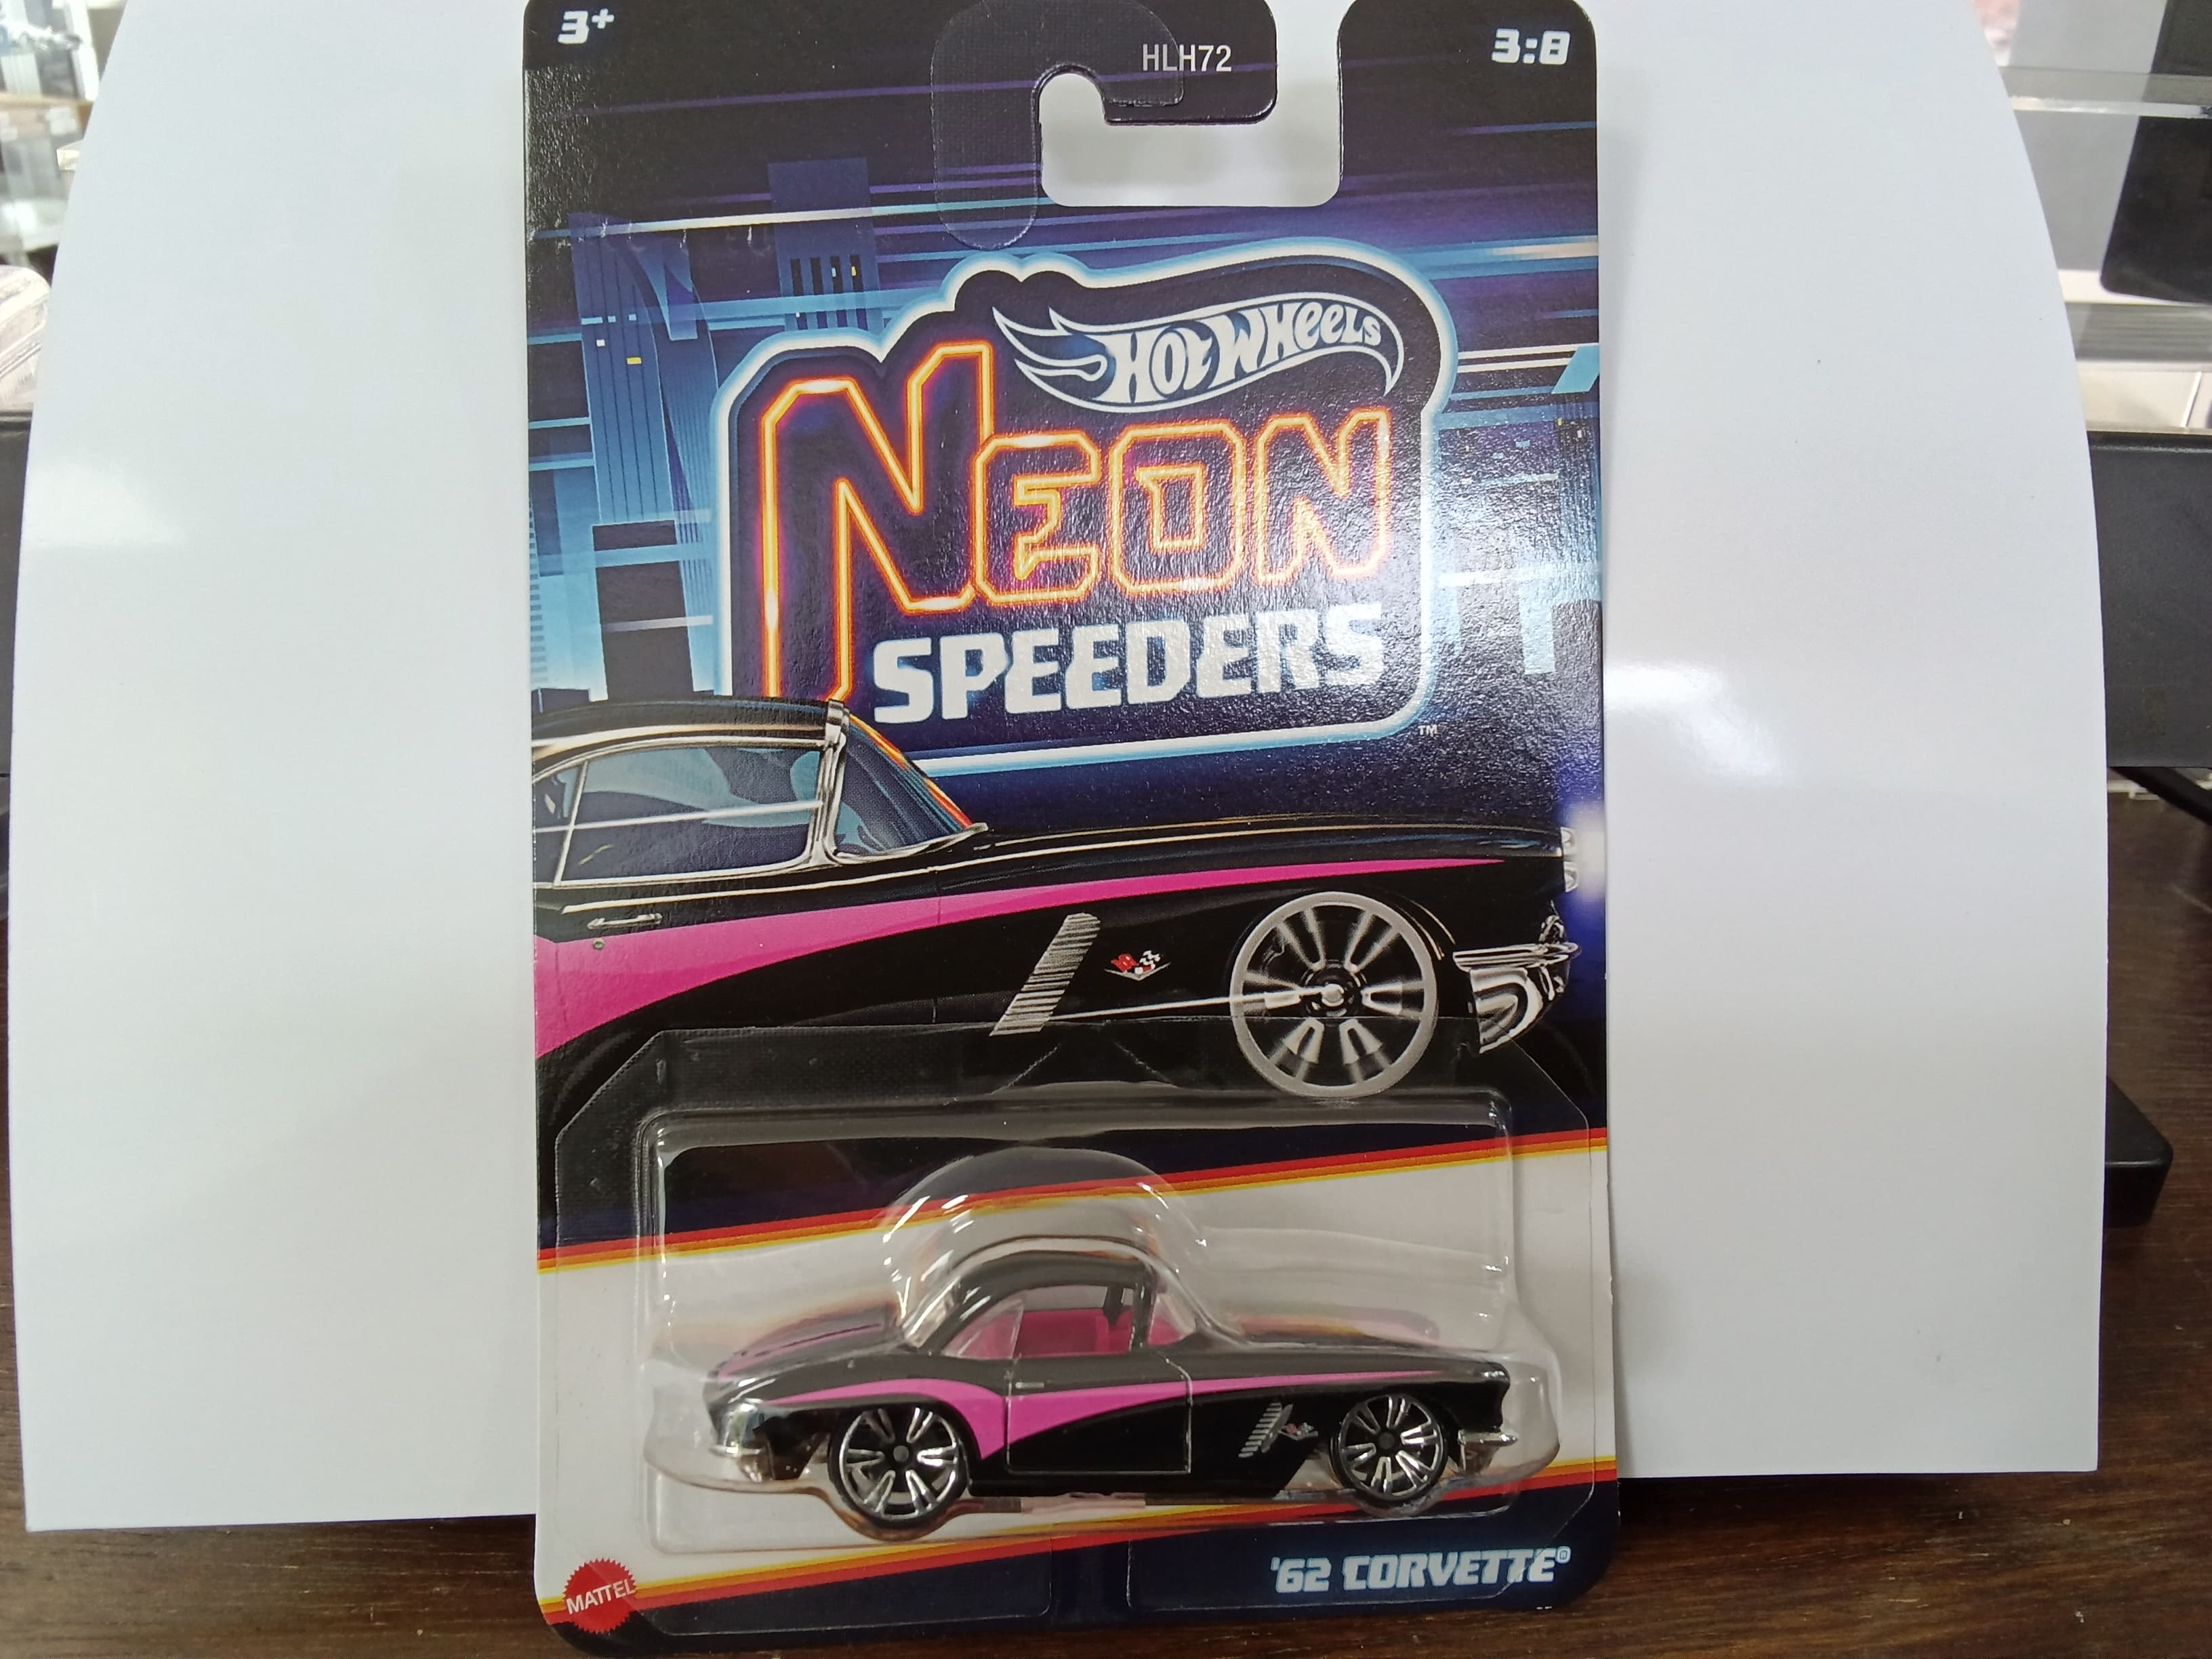 3+
HLH72
3:8
HOT WHEELS
NEON
SPEEDERS
TM
MATTEL
'62 CORVETTE®